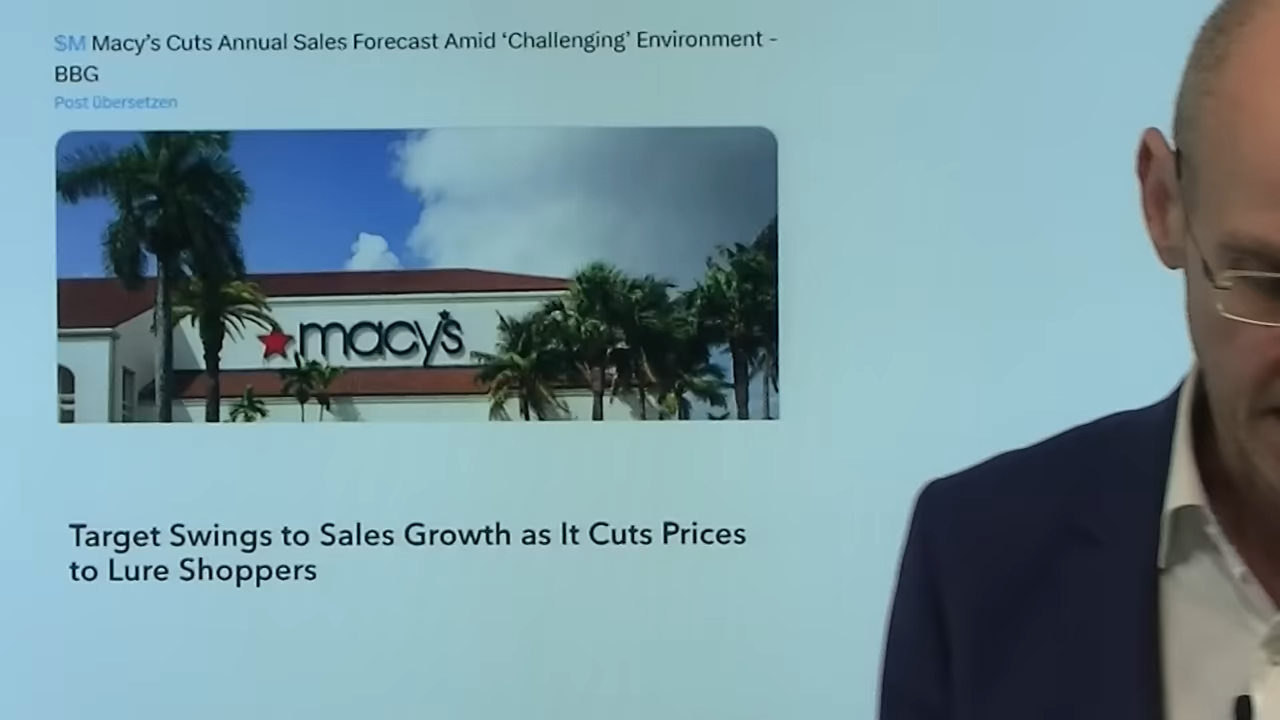 $M Macy’s Cuts Annual Sales Forecast Amid ‘Challenging’ Environment -
BBG
Post übersetzen
macy's
Target Swings to Sales Growth as It Cuts Prices
to Lure Shoppers